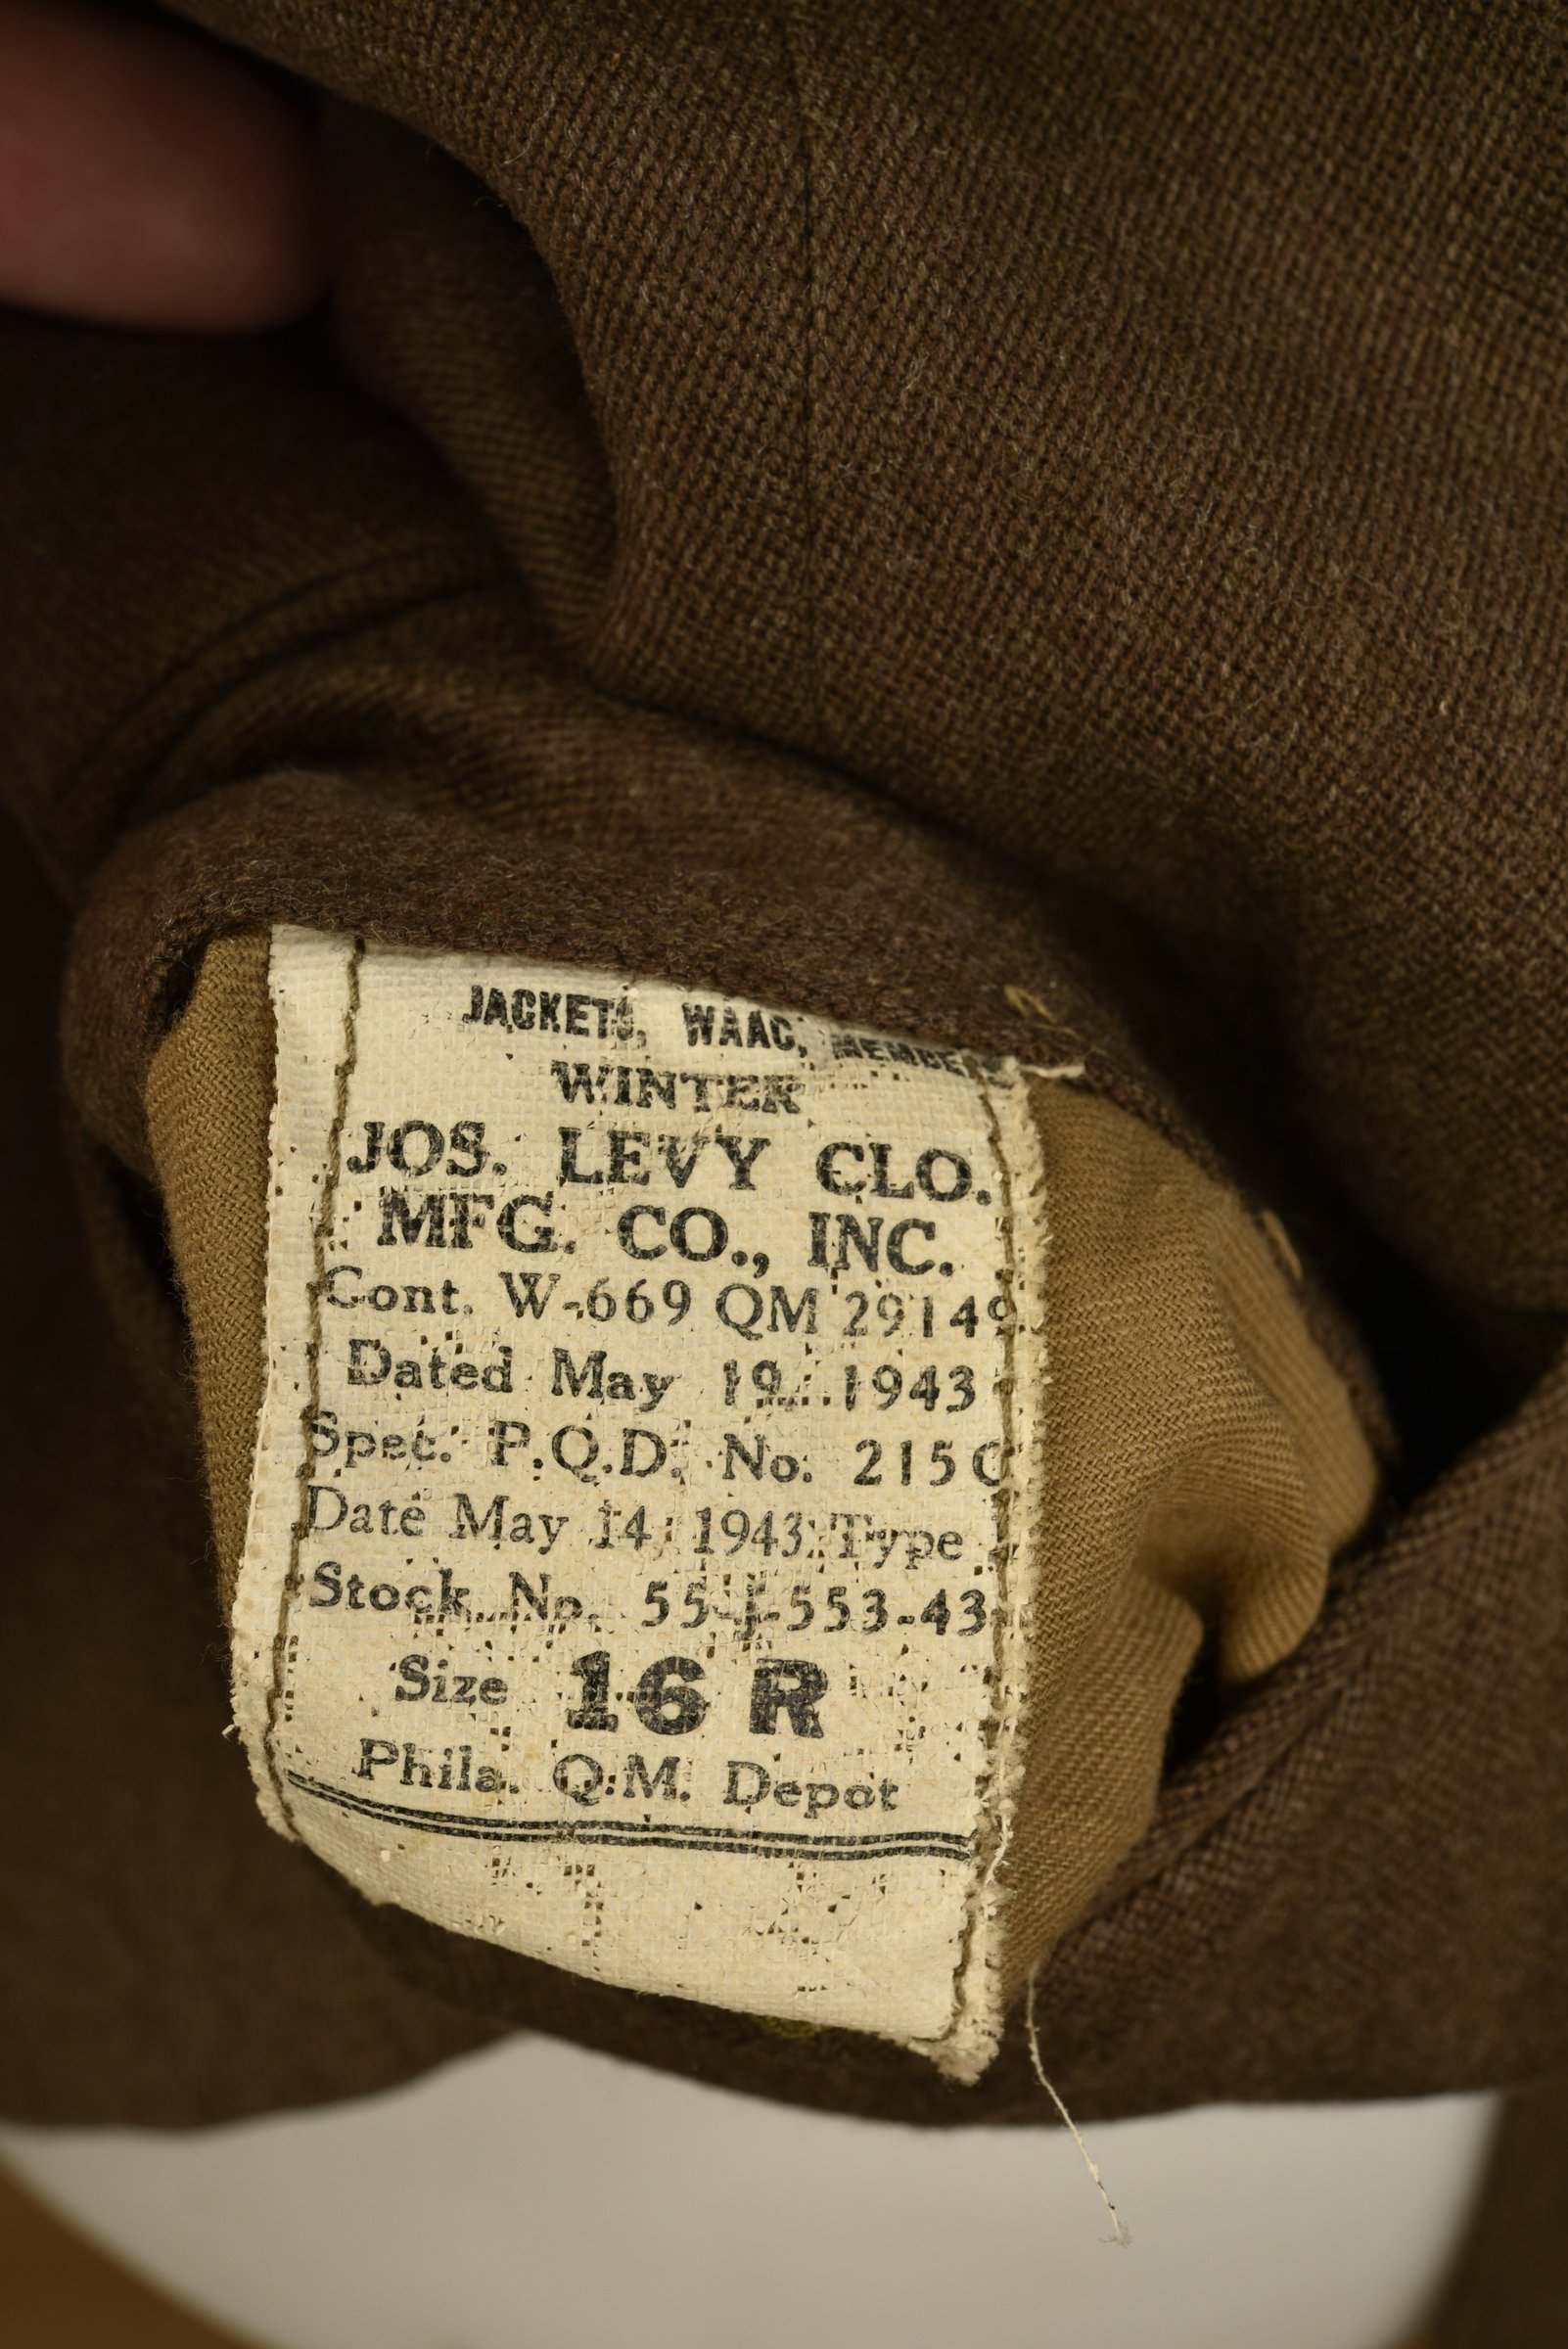 JACKETS, WAAC, MEMBERS
WINTER
JOS. LEVY CLO.
MFG. CO., INC.
Cont. W-669 QM 29149
Dated May 19, 1943
Spec. P.Q.D. No. 215C
Date May 14, 1943 Type
Stock No. 55-J-553-43
Size 16 R
Phila. Q.M. Depot